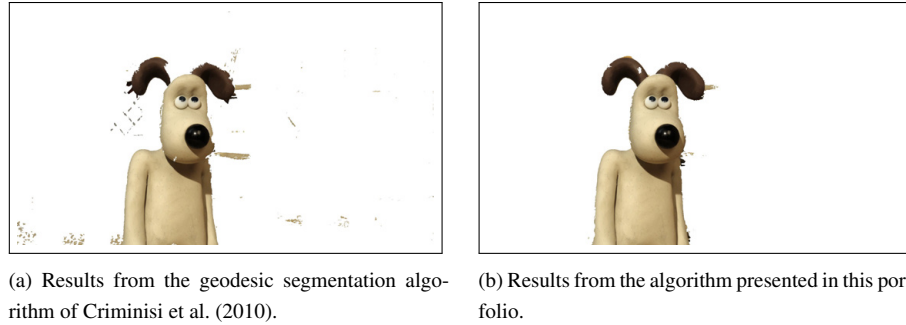 (a) Results from the geodesic segmentation algo-
rithm of Criminisi et al. (2010).
(b) Results from the algorithm presented in this por-
folio.